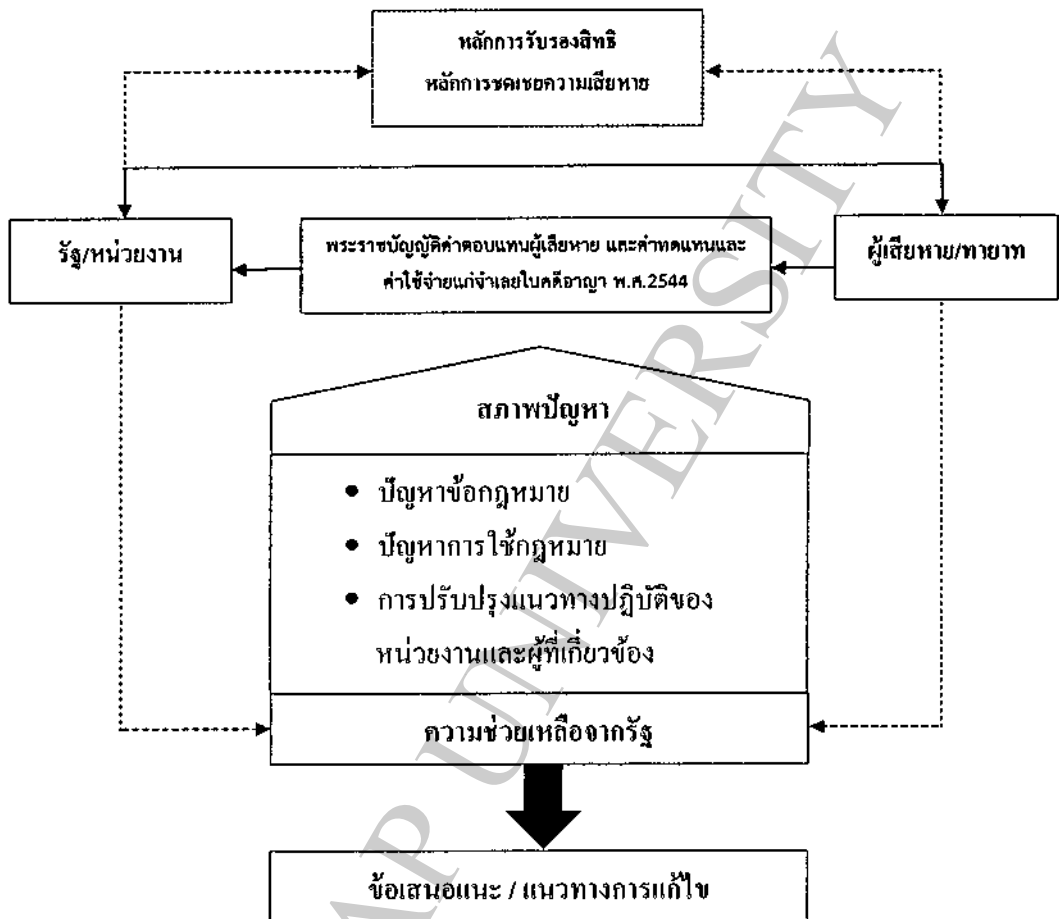 หลักการรับรองสิทธิ
หลักการชดเชยความเสียหาย
รัฐ/หน่วยงาน
พระราชบัญญัติค่าตอบแทนผู้เสียหาย และค่าทดแทนและ
ค่าใช้จ่ายแก่จำเลยในคดีอาญา พ.ศ.2544
ผู้เสียหาย/ทายาท
สภาพปัญหา
• ปัญหาข้อกฎหมาย
• ปัญหาการใช้กฎหมาย
• การปรับปรุงแนวทางปฏิบัติของ
หน่วยงานและผู้ที่เกี่ยวข้อง
ความช่วยเหลือจากรัฐ
ข้อเสนอแนะ / แนวทางการแก้ไข
AP UNIVERSITY